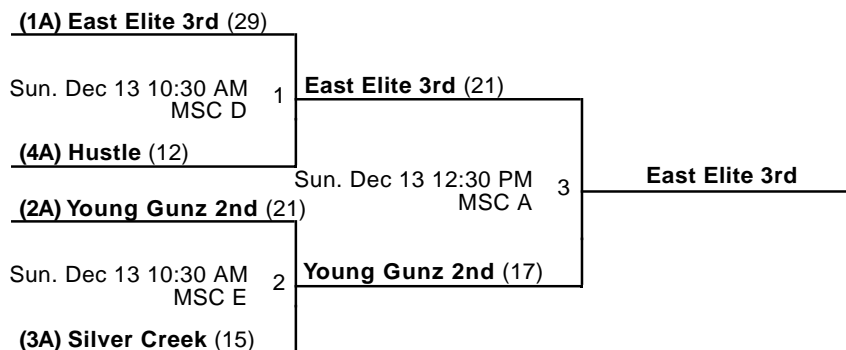 (1A) East Elite 3rd (29)
Sun. Dec 13 10:30 AM 1
MSC D
East Elite 3rd (21)
(4A) Hustle (12)
Sun. Dec 13 12:30 PM 3
MSC A
East Elite 3rd
(2A) Young Gunz 2nd (21)
Sun. Dec 13 10:30 AM 2
MSC E
Young Gunz 2nd (17)
(3A) Silver Creek (15)